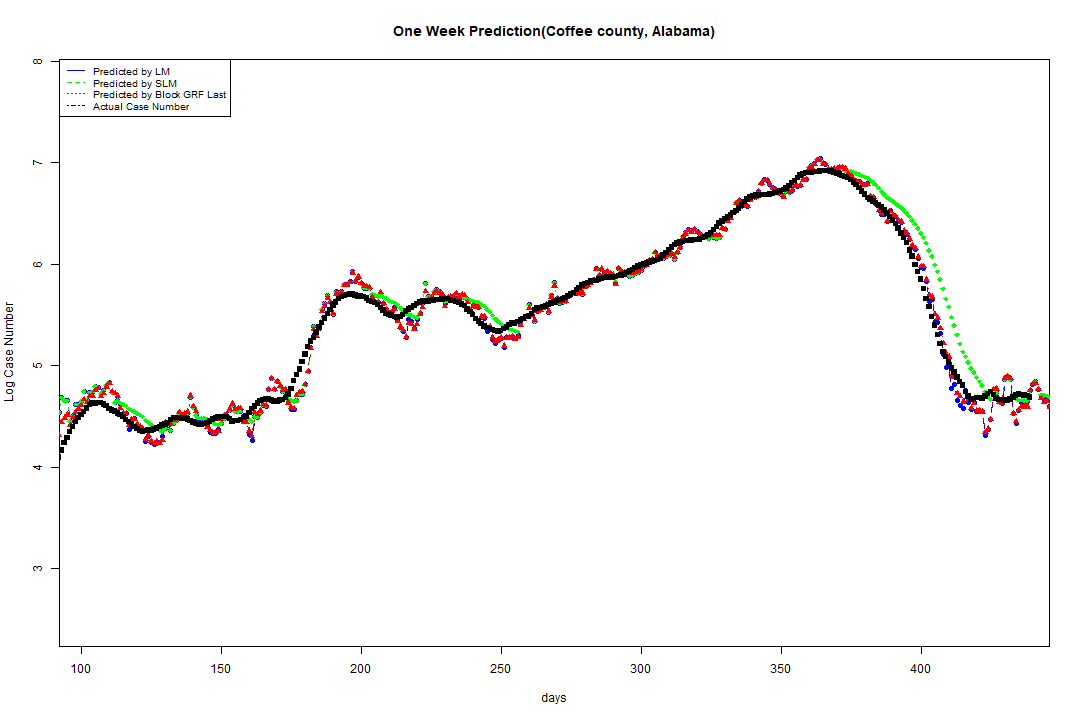 One Week Prediction(Coffee county, Alabama)
Predicted by LM
Predicted by SLM
Predicted by Block GRF Last
Actual Case Number
8
7
6
5
4
3
Log Case Number
100 150 200 250 300 350 400
days